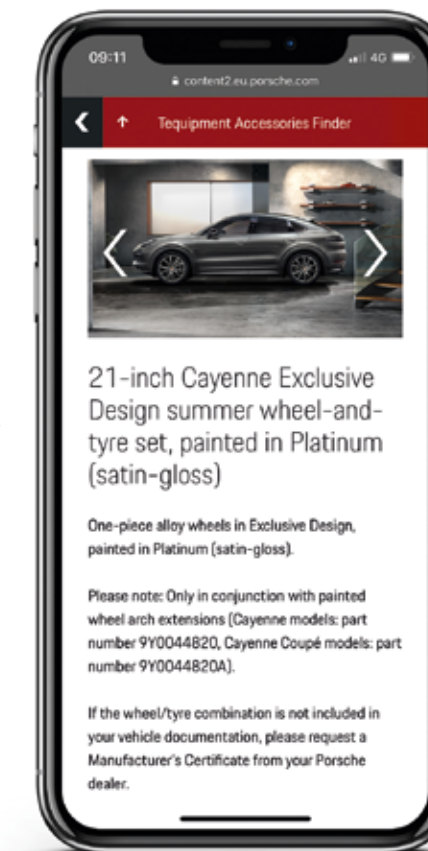 09:11
4G
content2.eu.porsche.com
Tequipment Accessories Finder
21-inch Cayenne Exclusive
Design summer wheel-and-
tyre set, painted in Platinum
(satin-gloss)
One-piece alloy wheels in Exclusive Design,
painted in Platinum (satin-gloss).
Please note: Only in conjunction with painted
wheel arch extensions (Cayenne models: part
number 9Y0044820, Cayenne Coupé models: part
number 9Y0044820A).
If the wheel/tyre combination is not included in
your vehicle documentation, please request a
Manufacturer's Certificate from your Porsche
dealer.